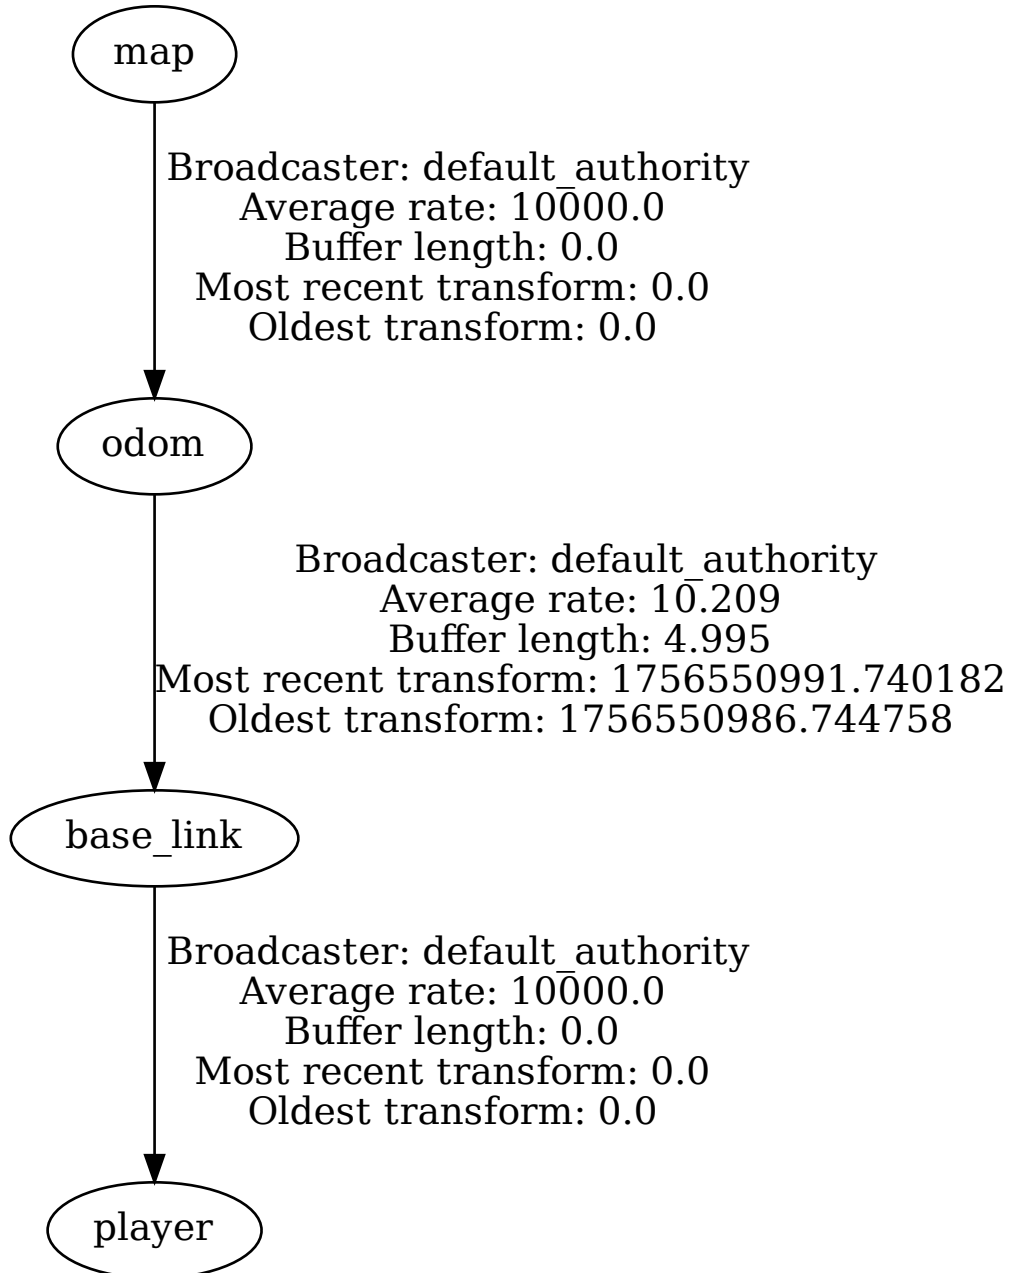 map
Broadcaster: default_authority
Average rate: 10000.0
Buffer length: 0.0
Most recent transform: 0.0
Oldest transform: 0.0
odom
Broadcaster: default_authority
Average rate: 10.209
Buffer length: 4.995
Most recent transform: 1756550991.740182
Oldest transform: 1756550986.744758
base_link
Broadcaster: default_authority
Average rate: 10000.0
Buffer length: 0.0
Most recent transform: 0.0
Oldest transform: 0.0
player